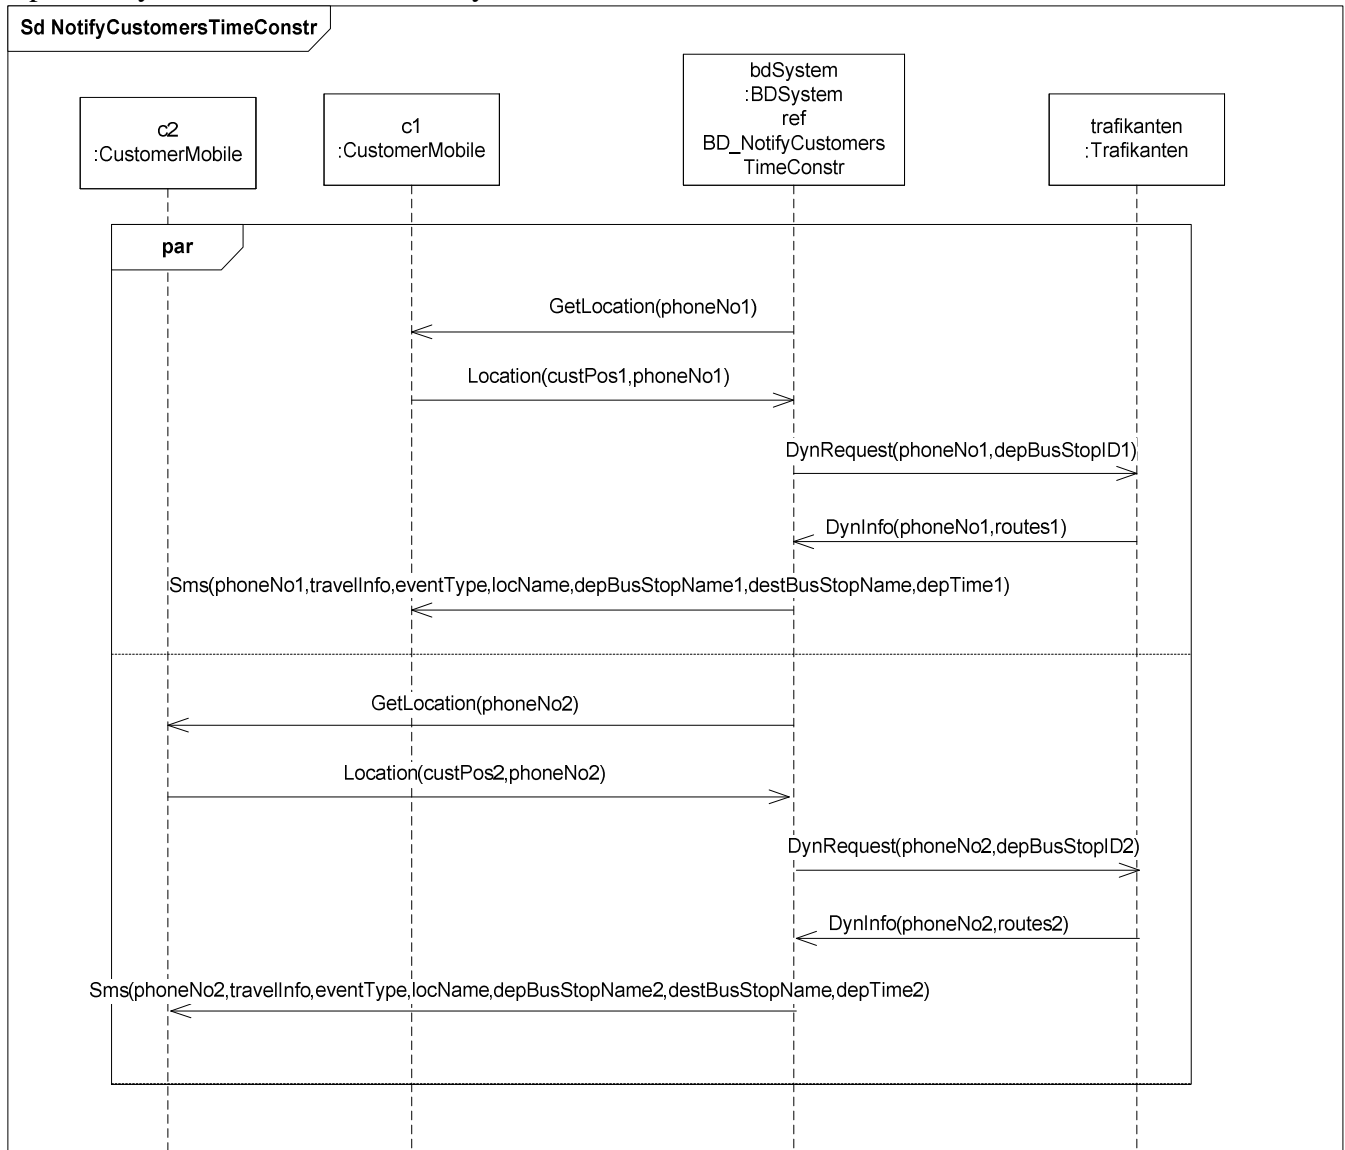 Sd NotifyCustomersTimeConstr
c2
:CustomerMobile
c1
:CustomerMobile
bdSystem
:BDSystem
ref
BD_NotifyCustomers
TimeConstr
trafikanten
:Trafikanten
par
GetLocation(phoneNo1)
Location(custPos1,phoneNo1)
DynRequest(phoneNo1,depBusStopID1)
DynInfo(phoneNo1,routes1)
Sms(phoneNo1,travelInfo,eventType,locName,depBusStopName1,destBusStopName,depTime1)
GetLocation(phoneNo2)
Location(custPos2,phoneNo2)
DynRequest(phoneNo2,depBusStopID2)
DynInfo(phoneNo2,routes2)
Sms(phoneNo2,travelInfo,eventType,locName,depBusStopName2,destBusStopName,depTime2)